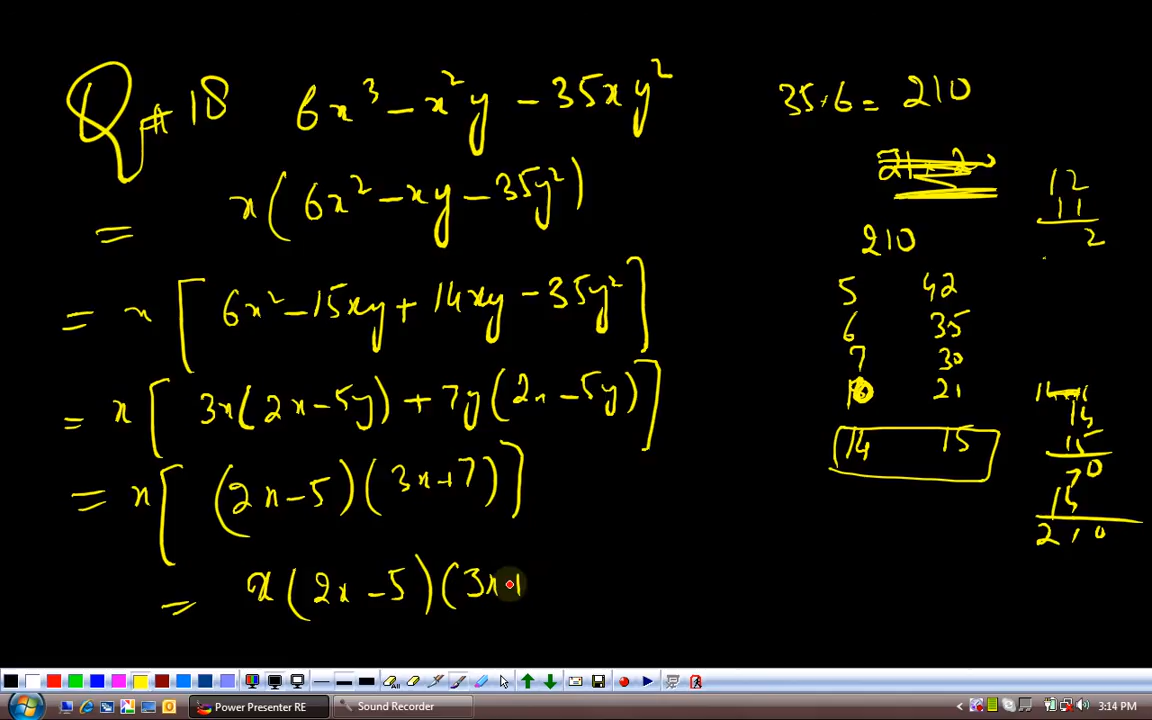 Q # 18 6x³ - x²y - 35xy²
= x(6x² - xy - 35y²)
= x[6x² - 15xy + 14xy - 35y²]
= x[3x(2x - 5y) + 7y(2x - 5y)]
= x[(2x - 5)(3x + 7)]
= x(2x - 5)(3x
35 × 6 = 210
210
5 42
6 35
7 30
10 21
14 15
12
11
2
15
15
70
15
210
Power Presenter RE
Sound Recorder
3:14 PM